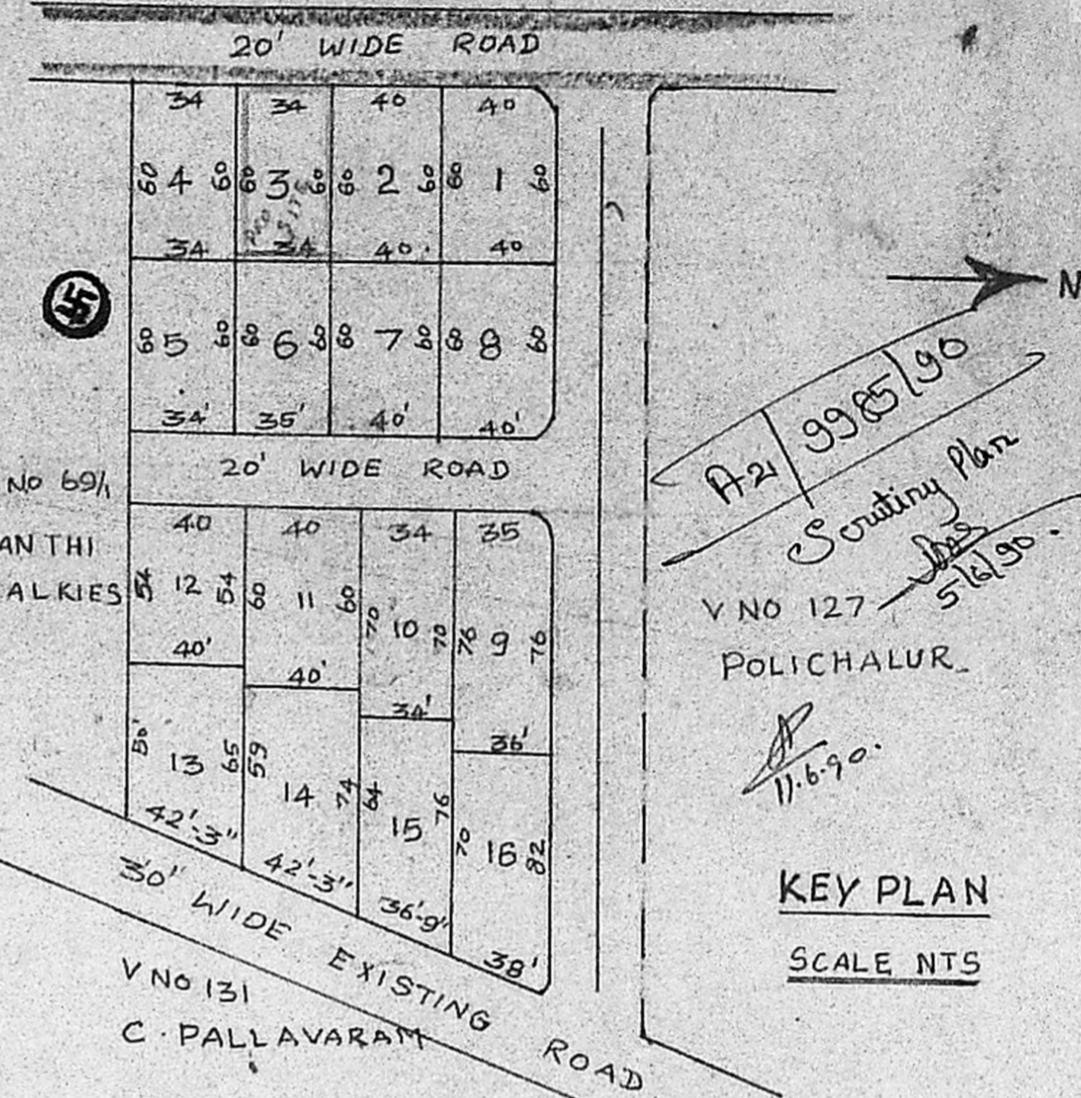 20' WIDE ROAD
34 34 40 40
60 4 60 60 3 60 60 2 60 60 1 60
SITE
34 34 40 40
N
60 5 60 60 6 60 60 7 60 60 8 60
34' 35' 40' 40'
A21 9985/90
Scrutiny Plan
5/6/90.
20' WIDE ROAD
No 69/1
ANTHI
ALKIES
40 40 34 35
54 12 54 60 11 60 70 10 70 76 9 76
40' 40' 34' 36'
V NO 127
POLICHALUR
11.6.90.
50' 13 65 59 14 74 64 15 76 70 16 82
42'-3" 42'-3" 36'-9" 38'
30' WIDE EXISTING ROAD
KEY PLAN
SCALE NTS
V NO 131
C. PALLAVARAM